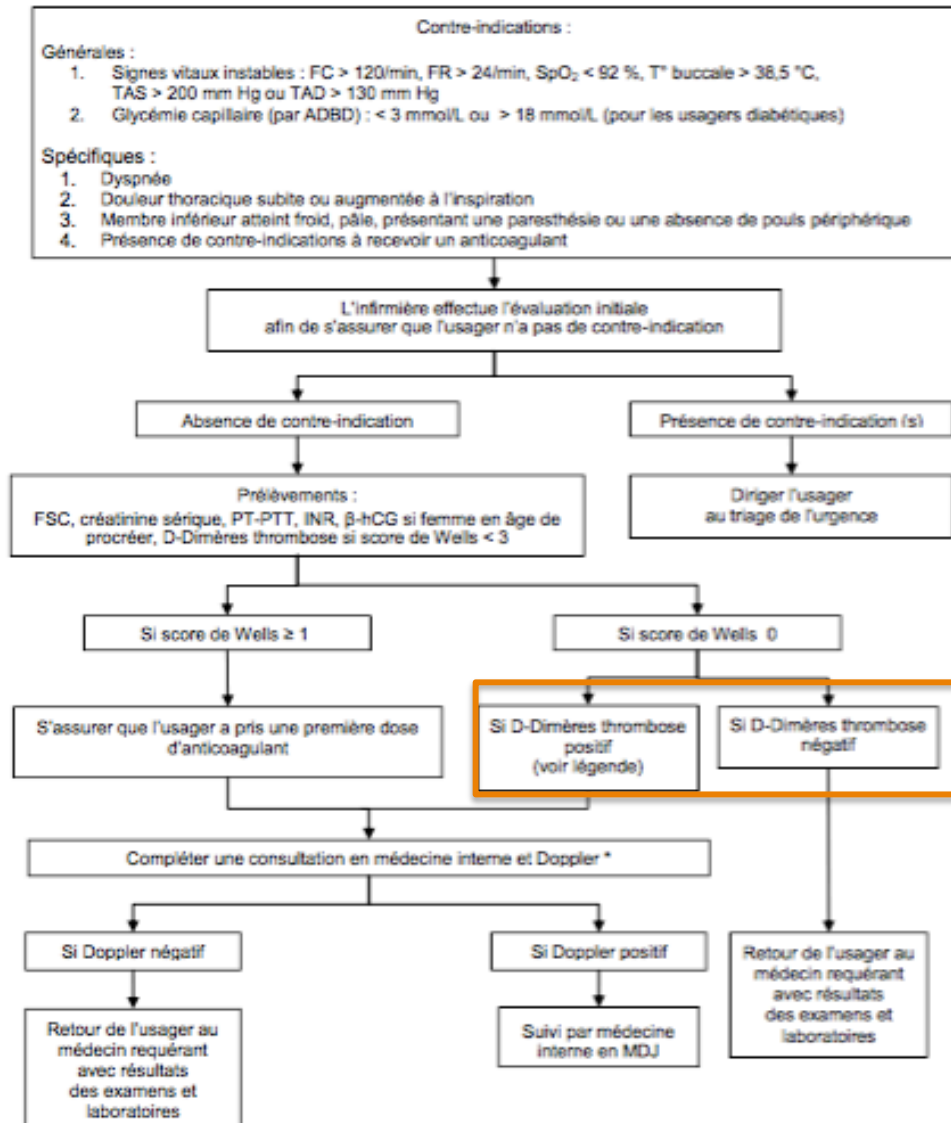 Contre-indications :
Générales :
1. Signes vitaux instables : FC > 120/min, FR > 24/min, SpO₂ < 92 %, T° buccale > 38,5 °C,
TAS > 200 mm Hg ou TAD > 130 mm Hg
2. Glycémie capillaire (par ADBD) : < 3 mmol/L ou > 18 mmol/L (pour les usagers diabétiques)
Spécifiques :
1. Dyspnée
2. Douleur thoracique subite ou augmentée à l'inspiration
3. Membre inférieur atteint froid, pâle, présentant une paresthésie ou une absence de pouls périphérique
4. Présence de contre-indications à recevoir un anticoagulant
L'infirmière effectue l'évaluation initiale
afin de s'assurer que l'usager n'a pas de contre-indication
Absence de contre-indication
Présence de contre-indication (s)
Prélèvements :
FSC, créatinine sérique, PT-PTT, INR, β-hCG si femme en âge de
procréer, D-Dimères thrombose si score de Wells < 3
Diriger l'usager
au triage de l'urgence
Si score de Wells ≥ 1
Si score de Wells 0
S'assurer que l'usager a pris une première dose
d'anticoagulant
Si D-Dimères thrombose
positif
(voir légende)
Si D-Dimères thrombose
négatif
Compléter une consultation en médecine interne et Doppler *
Si Doppler négatif
Si Doppler positif
Retour de l'usager au
médecin requérant
avec résultats
des examens et
laboratoires
Suivi par médecine
interne en MDJ
Retour de l'usager au
médecin requérant
avec résultats
des examens et
laboratoires